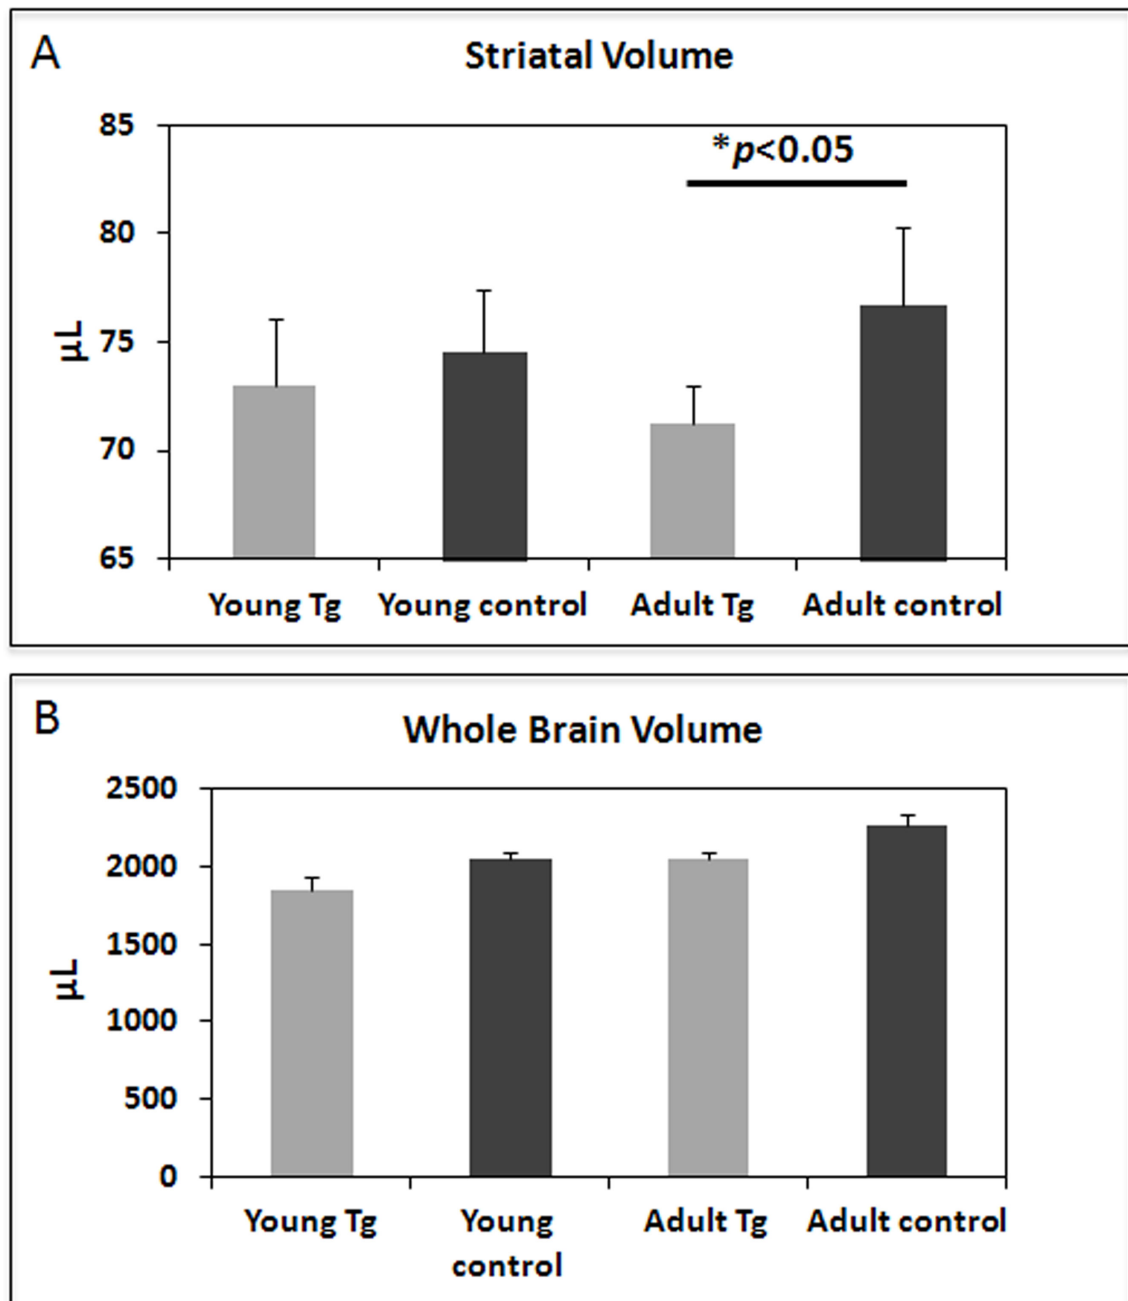 A
Striatal Volume
85
*p<0.05
80
75
µL
70
65
Young Tg Young control Adult Tg Adult control
B
Whole Brain Volume
2500
2000
1500
µL
1000
500
0
Young Tg Young control Adult Tg Adult control